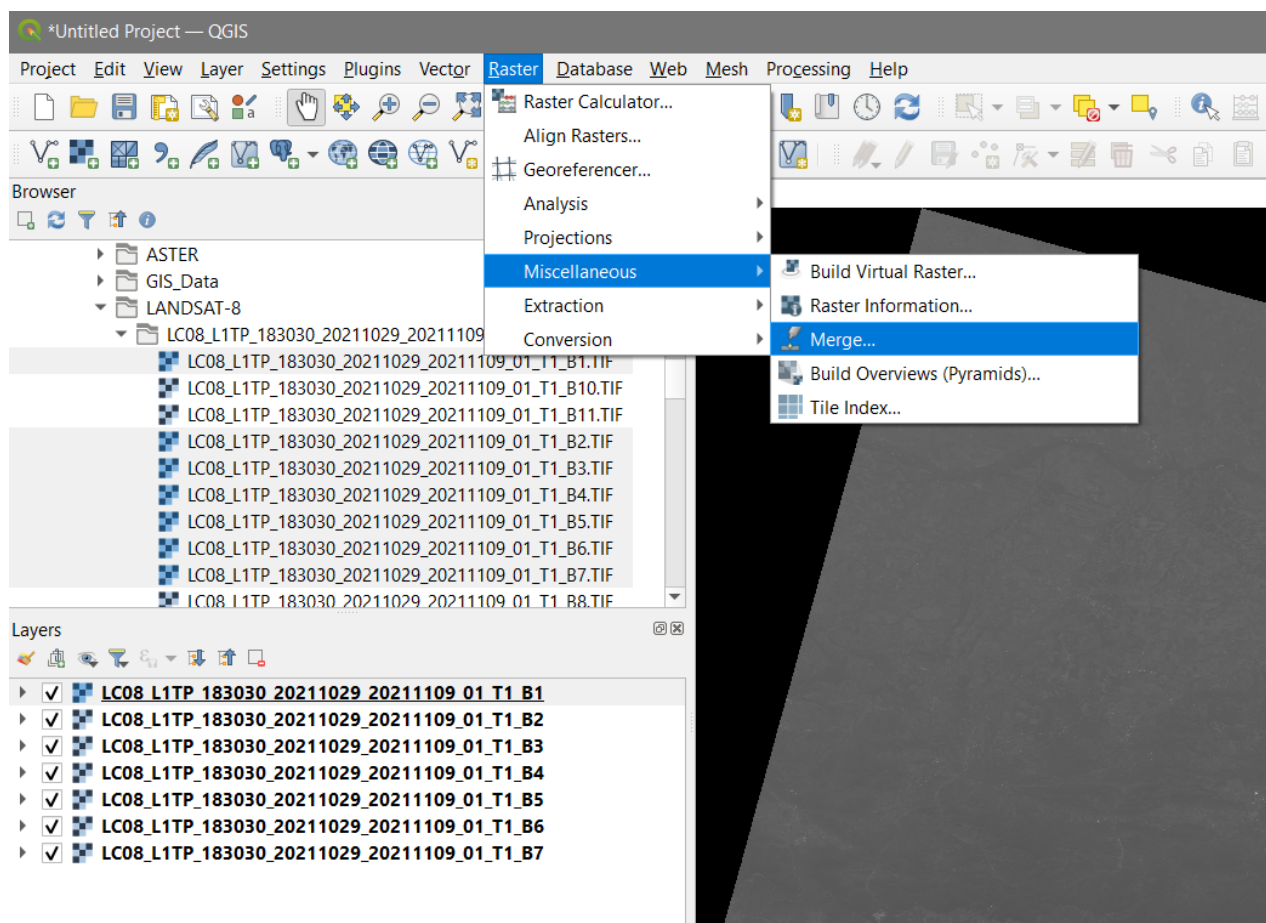 *Untitled Project — QGIS
Project Edit View Layer Settings Plugins Vector Raster Database Web Mesh Processing Help
Raster Calculator...
Align Rasters...
Georeferencer...
Analysis
Projections
Miscellaneous
Extraction
Conversion
Build Virtual Raster...
Raster Information...
Merge...
Build Overviews (Pyramids)...
Tile Index...
Browser
ASTER
GIS_Data
LANDSAT-8
LC08_L1TP_183030_20211029_20211109
LC08_L1TP_183030_20211029_20211109_01_T1_B1.TIF
LC08_L1TP_183030_20211029_20211109_01_T1_B10.TIF
LC08_L1TP_183030_20211029_20211109_01_T1_B11.TIF
LC08_L1TP_183030_20211029_20211109_01_T1_B2.TIF
LC08_L1TP_183030_20211029_20211109_01_T1_B3.TIF
LC08_L1TP_183030_20211029_20211109_01_T1_B4.TIF
LC08_L1TP_183030_20211029_20211109_01_T1_B5.TIF
LC08_L1TP_183030_20211029_20211109_01_T1_B6.TIF
LC08_L1TP_183030_20211029_20211109_01_T1_B7.TIF
LC08_L1TP_183030_20211029_20211109_01_T1_B8.TIF
Layers
LC08_L1TP_183030_20211029_20211109_01_T1_B1
LC08_L1TP_183030_20211029_20211109_01_T1_B2
LC08_L1TP_183030_20211029_20211109_01_T1_B3
LC08_L1TP_183030_20211029_20211109_01_T1_B4
LC08_L1TP_183030_20211029_20211109_01_T1_B5
LC08_L1TP_183030_20211029_20211109_01_T1_B6
LC08_L1TP_183030_20211029_20211109_01_T1_B7